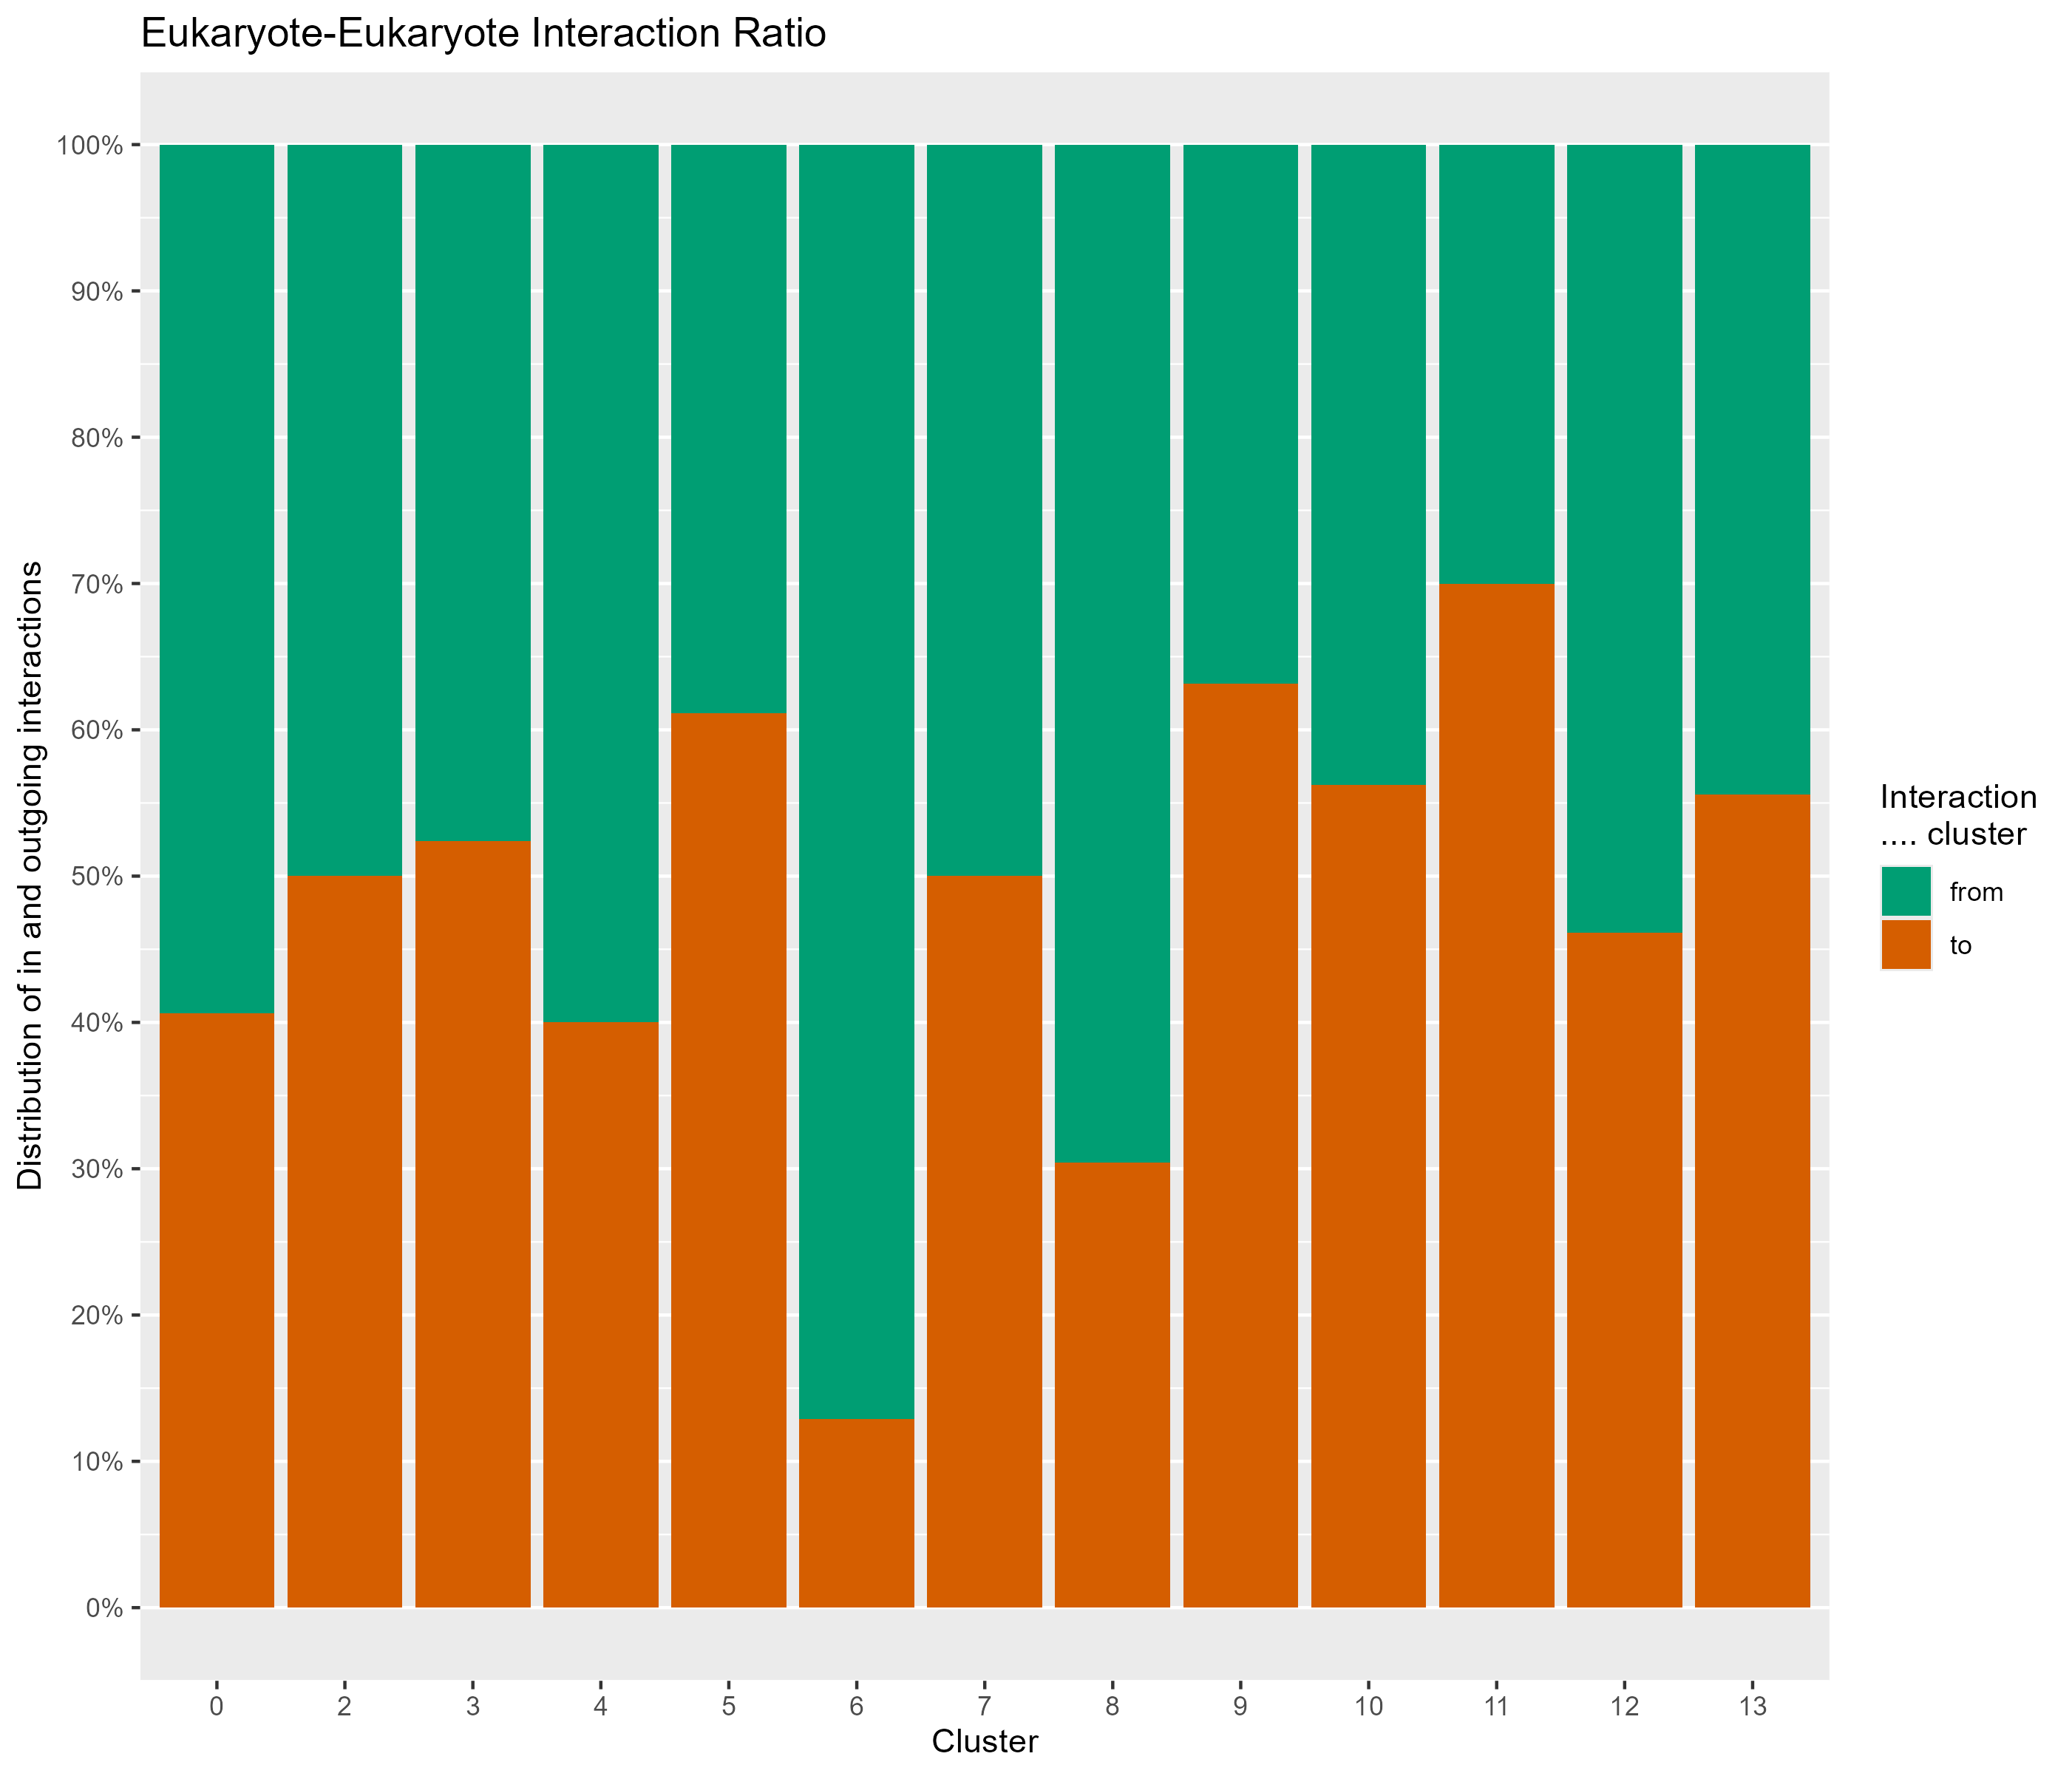 Eukaryote-Eukaryote Interaction Ratio
Distribution of in and outgoing interactions
100%
90%
80%
70%
60%
50%
40%
30%
20%
10%
0%
0 2 3 4 5 6 7 8 9 10 11 12 13
Cluster
Interaction
.... cluster
from
to